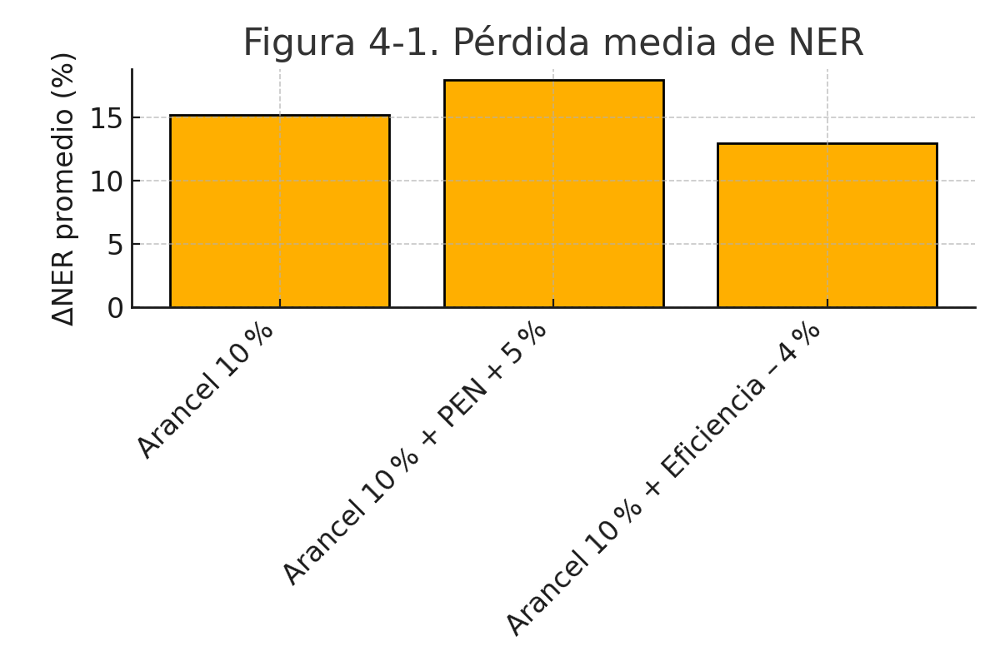 Figura 4-1. Pérdida media de NER
ΔNER promedio (%)
15
10
5
0
Arancel 10 %
Arancel 10 % + PEN + 5 %
Arancel 10 % + Eficiencia – 4 %